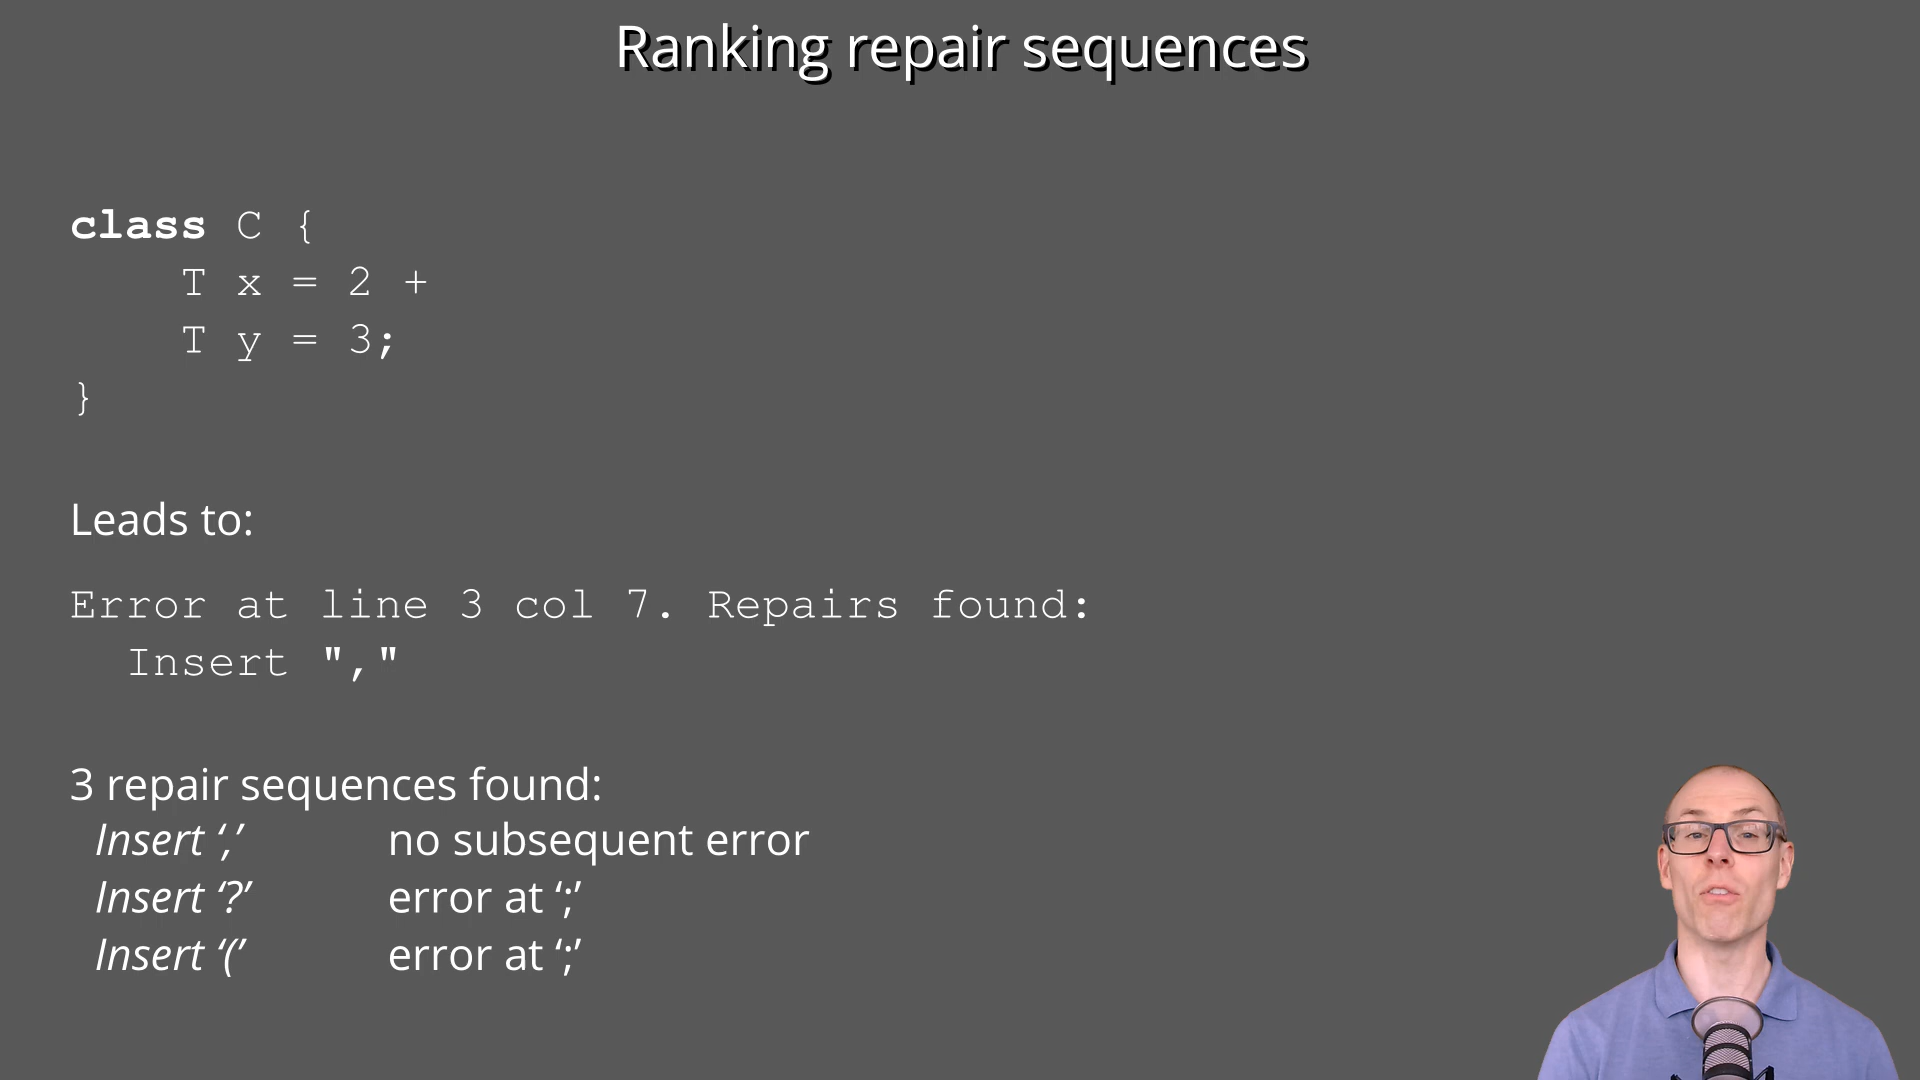 Ranking repair sequences
class C {
    T x = 2 +
    T y = 3;
}
Leads to:
Error at line 3 col 7. Repairs found:
  Insert ","
3 repair sequences found:
Insert ‘,’ no subsequent error
Insert ‘?’ error at ‘;’
Insert ‘(’ error at ‘;’